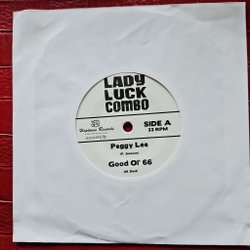 LADY
LUCK
COMBO
SIDE A
33 RPM
Peggy Lee
Good Ol' 66